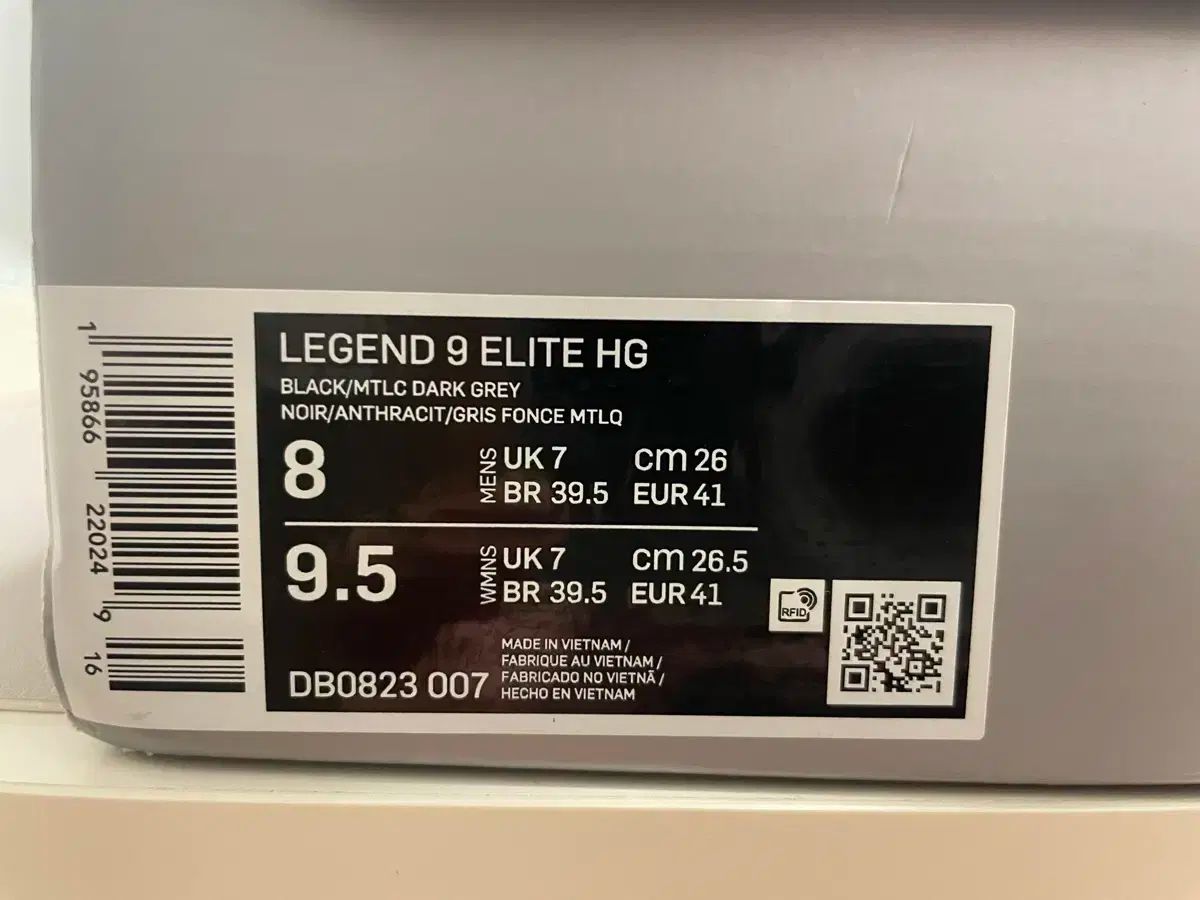 1 95866 22024 9 16
LEGEND 9 ELITE HG
BLACK/MTLC DARK GREY
NOIR/ANTHRACIT/GRIS FONCE MTLQ
8
MENS
UK 7 cm 26
BR 39.5 EUR 41
9.5
WMNS
UK 7 cm 26.5
BR 39.5 EUR 41
DB0823 007
MADE IN VIETNAM /
FABRIQUE AU VIETNAM /
FABRICADO NO VIETNÃ /
HECHO EN VIETNAM
RFID